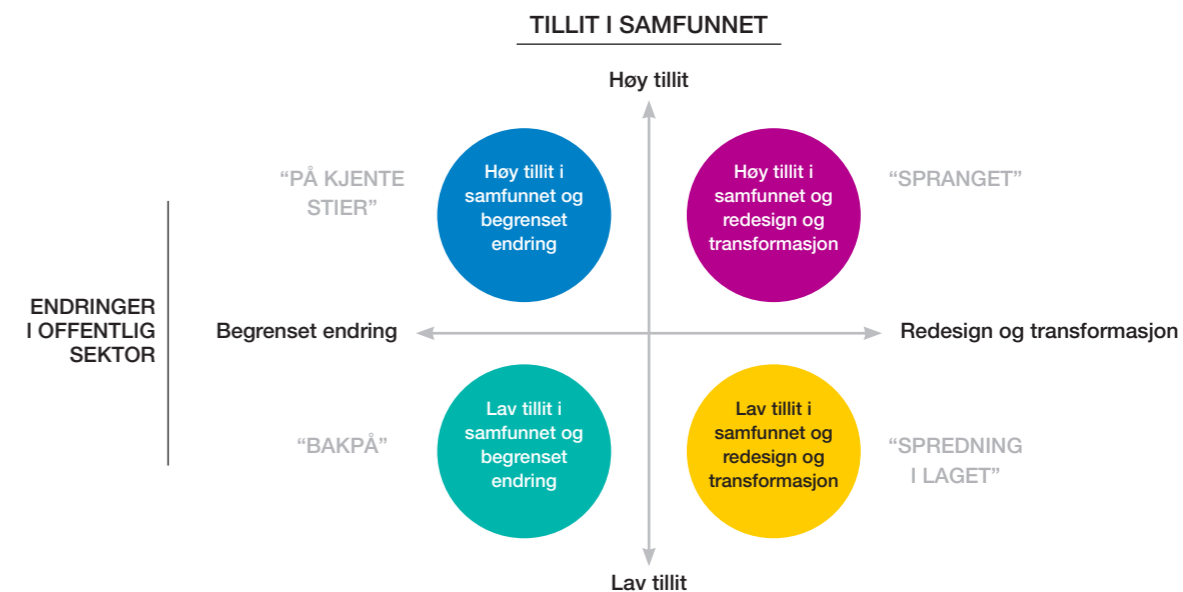 TILLIT I SAMFUNNET
Høy tillit
“PÅ KJENTE
STIER”
Høy tillit i
samfunnet og
begrenset
endring
Høy tillit i
samfunnet og
redesign og
transformasjon
“SPRANGET”
ENDRINGER
I OFFENTLIG
SEKTOR
Begrenset endring
Redesign og transformasjon
“BAKPÅ”
Lav tillit i
samfunnet og
begrenset
endring
Lav tillit i
samfunnet og
redesign og
transformasjon
“SPREDNING
I LAGET”
Lav tillit